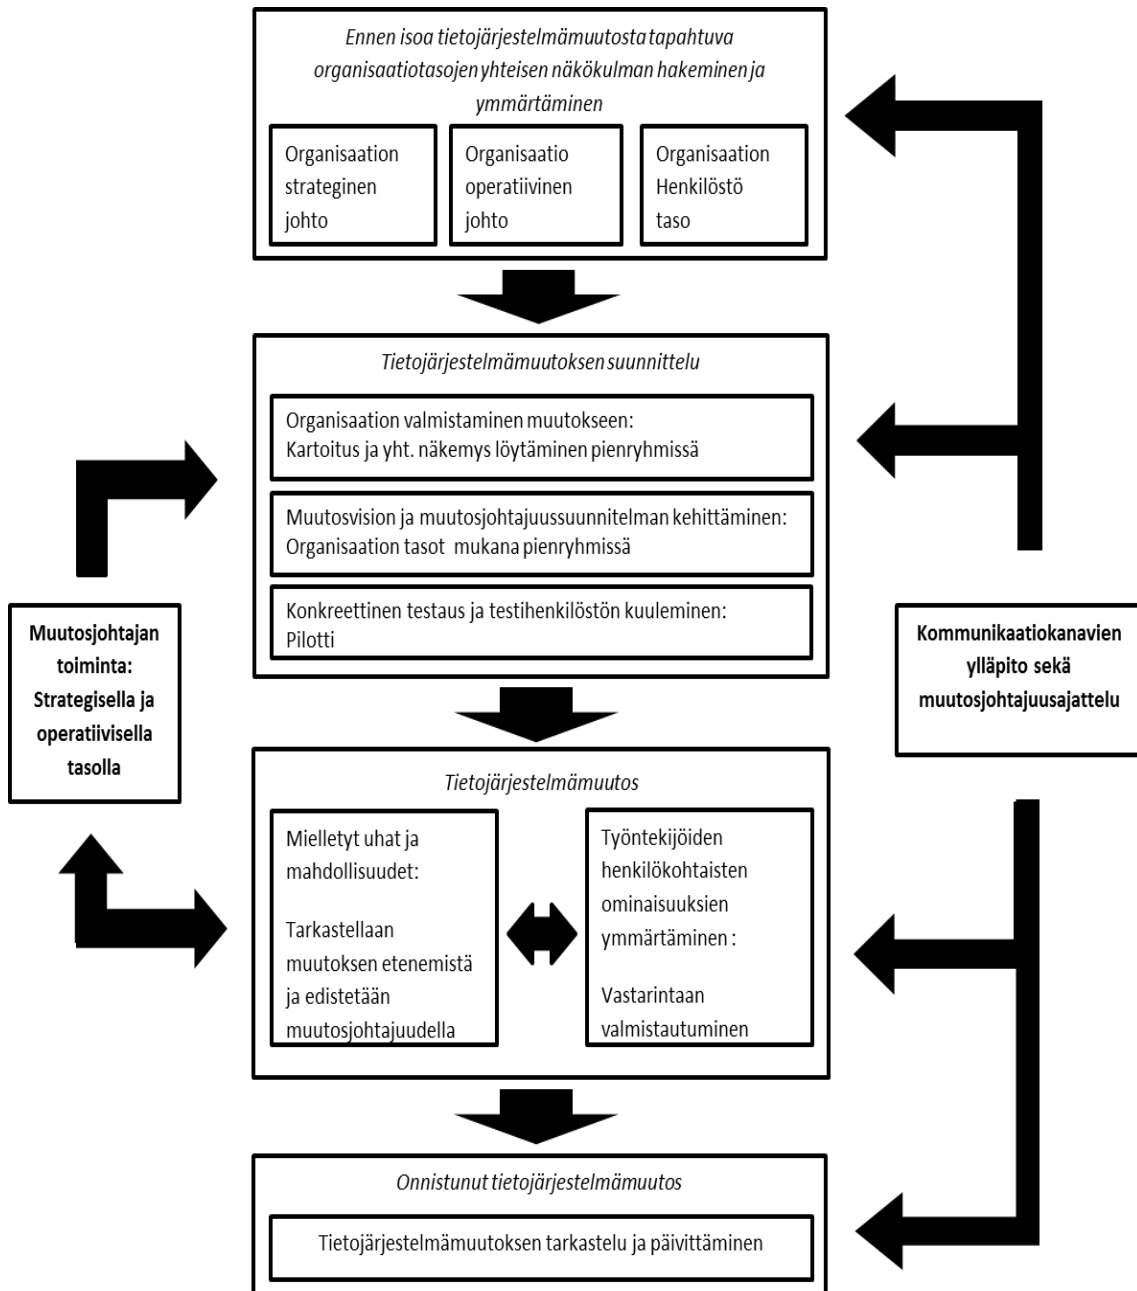 Ennen isoa tietojärjestelmämuutosta tapahtuva
organisaatiotasojen yhteisen näkökulman hakeminen ja
ymmärtäminen
Organisaation
strateginen
johto
Organisaatio
operatiivinen
johto
Organisaation
Henkilöstö
taso
Tietojärjestelmämuutoksen suunnittelu
Organisaation valmistaminen muutokseen:
Kartoitus ja yht. näkemys löytäminen pienryhmissä
Muutosvision ja muutosjohtajuussuunnitelman kehittäminen:
Organisaation tasot mukana pienryhmissä
Konkreettinen testaus ja testihenkilöstön kuuleminen:
Pilotti
Muutosjohtajan
toiminta:
Strategisella ja
operatiivisella
tasolla
Kommunikaatiokanavien
ylläpito sekä
muutosjohtajuusajattelu
Tietojärjestelmämuutos
Mielletyt uhat ja
mahdollisuudet:
Tarkastellaan
muutoksen etenemistä
ja edistetään
muutosjohtajuudella
Työntekijöiden
henkilökohtaisten
ominaisuuksien
ymmärtäminen :
Vastarintaan
valmistautuminen
Onnistunut tietojärjestelmämuutos
Tietojärjestelmämuutoksen tarkastelu ja päivittäminen